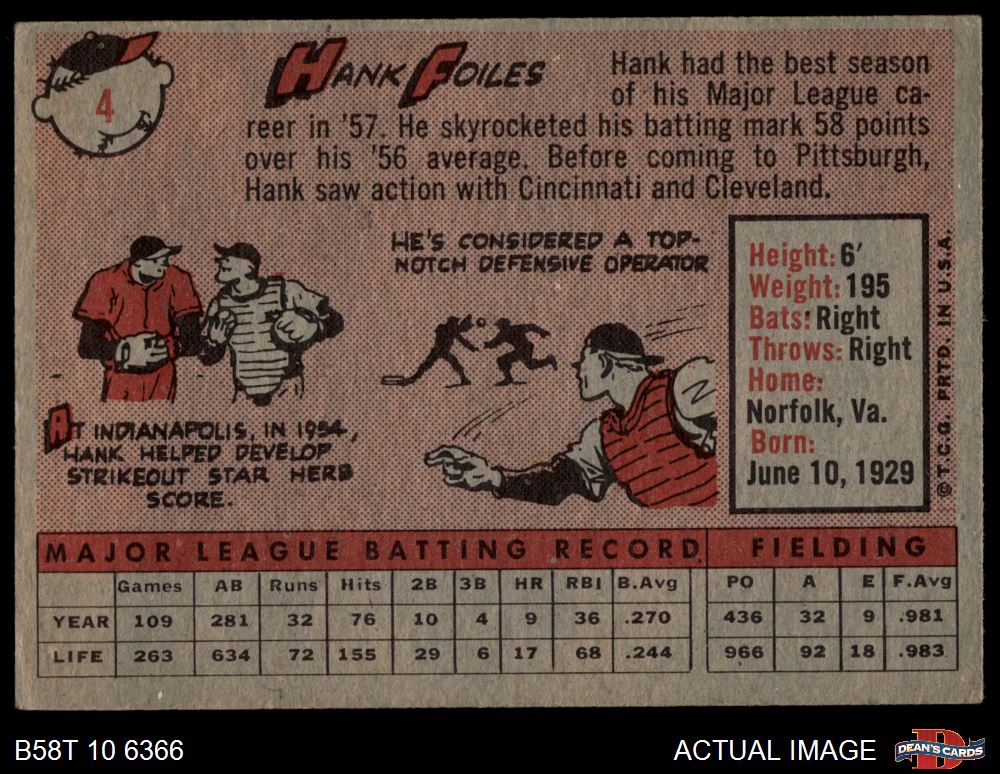 4
HANK FOILES
Hank had the best season
of his Major League ca-
reer in '57. He skyrocketed his batting mark 58 points
over his '56 average. Before coming to Pittsburgh,
Hank saw action with Cincinnati and Cleveland.
HE'S CONSIDERED A TOP-
NOTCH DEFENSIVE OPERATOR
AT INDIANAPOLIS, IN 1954,
HANK HELPED DEVELOP
STRIKEOUT STAR HERB
SCORE.
Height: 6'
Weight: 195
Bats: Right
Throws: Right
Home:
Norfolk, Va.
Born:
June 10, 1929
© T.C.G. PRTD. IN U.S.A.
MAJOR LEAGUE BATTING RECORD FIELDING
Games AB Runs Hits 2B 3B HR RBI B.Avg PO A E F.Avg
YEAR 109 281 32 76 10 4 9 36 .270 436 32 9 .981
LIFE 263 634 72 155 29 6 17 68 .244 966 92 18 .983
B58T 10 6366
ACTUAL IMAGE
D
DEAN'S CARDS